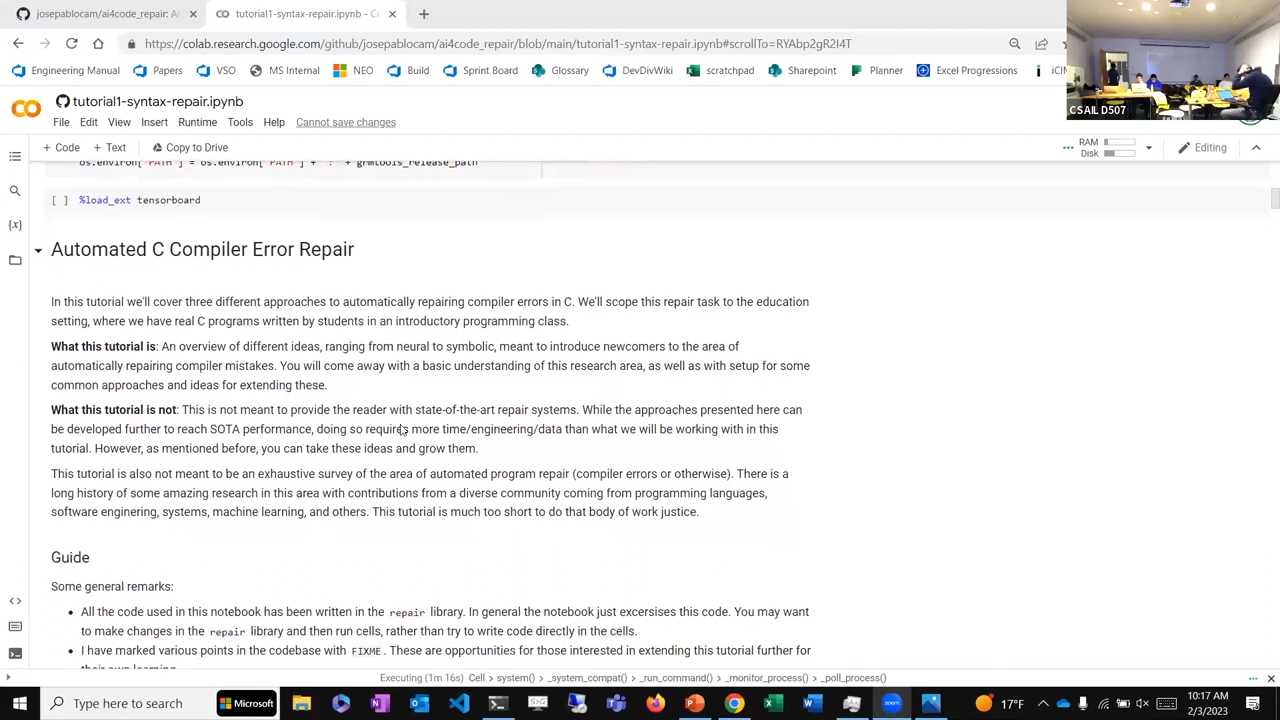 josepablocam/ai4code_repair: A
tutorial1-syntax-repair.ipynb - Co
https://colab.research.google.com/github/josepablocam/ai4code_repair/blob/main/tutorial1-syntax-repair.ipynb#scrollTo=RYAbp2gR2I4T
Engineering Manual Papers VSO MS Internal NEO Build Sprint Board Glossary DevDivWiki scratchpad Sharepoint Planner Excel Progressions iCIM
CSAIL D507
tutorial1-syntax-repair.ipynb
File Edit View Insert Runtime Tools Help Cannot save changes
+ Code + Text Copy to Drive
RAM
Disk
Editing
os.environ['PATH'] = os.environ['PATH'] + ':' + grmtools_release_path
[ ] %load_ext tensorboard
Automated C Compiler Error Repair
In this tutorial we'll cover three different approaches to automatically repairing compiler errors in C. We'll scope this repair task to the education
setting, where we have real C programs written by students in an introductory programming class.
What this tutorial is: An overview of different ideas, ranging from neural to symbolic, meant to introduce newcomers to the area of
automatically repairing compiler mistakes. You will come away with a basic understanding of this research area, as well as with setup for some
common approaches and ideas for extending these.
What this tutorial is not: This is not meant to provide the reader with state-of-the-art repair systems. While the approaches presented here can
be developed further to reach SOTA performance, doing so requires more time/engineering/data than what we will be working with in this
tutorial. However, as mentioned before, you can take these ideas and grow them.
This tutorial is also not meant to be an exhaustive survey of the area of automated program repair (compiler errors or otherwise). There is a
long history of some amazing research in this area with contributions from a diverse community coming from programming languages,
software enginering, systems, machine learning, and others. This tutorial is much too short to do that body of work justice.
Guide
Some general remarks:
• All the code used in this notebook has been written in the repair library. In general the notebook just excersises this code. You may want
to make changes in the repair library and then run cells, rather than try to write code directly in the cells.
• I have marked various points in the codebase with FIXME. These are opportunities for those interested in extending this tutorial further for
their own learning.
Executing (1m 16s) Cell > system() > _system_compat() > _run_command() > _monitor_process() > _poll_process()
Type here to search
Microsoft
17°F
10:17 AM
2/3/2023